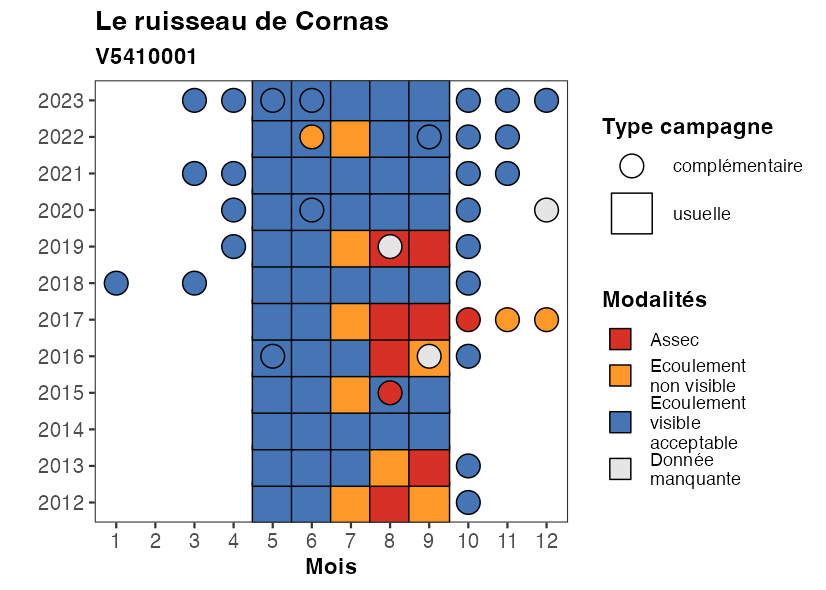 Le ruisseau de Cornas
V5410001
2023
2022
2021
2020
2019
2018
2017
2016
2015
2014
2013
2012
1 2 3 4 5 6 7 8 9 10 11 12
Mois
Type campagne
complémentaire
usuelle
Modalités
Assec
Ecoulement
non visible
Ecoulement
visible
acceptable
Donnée
manquante